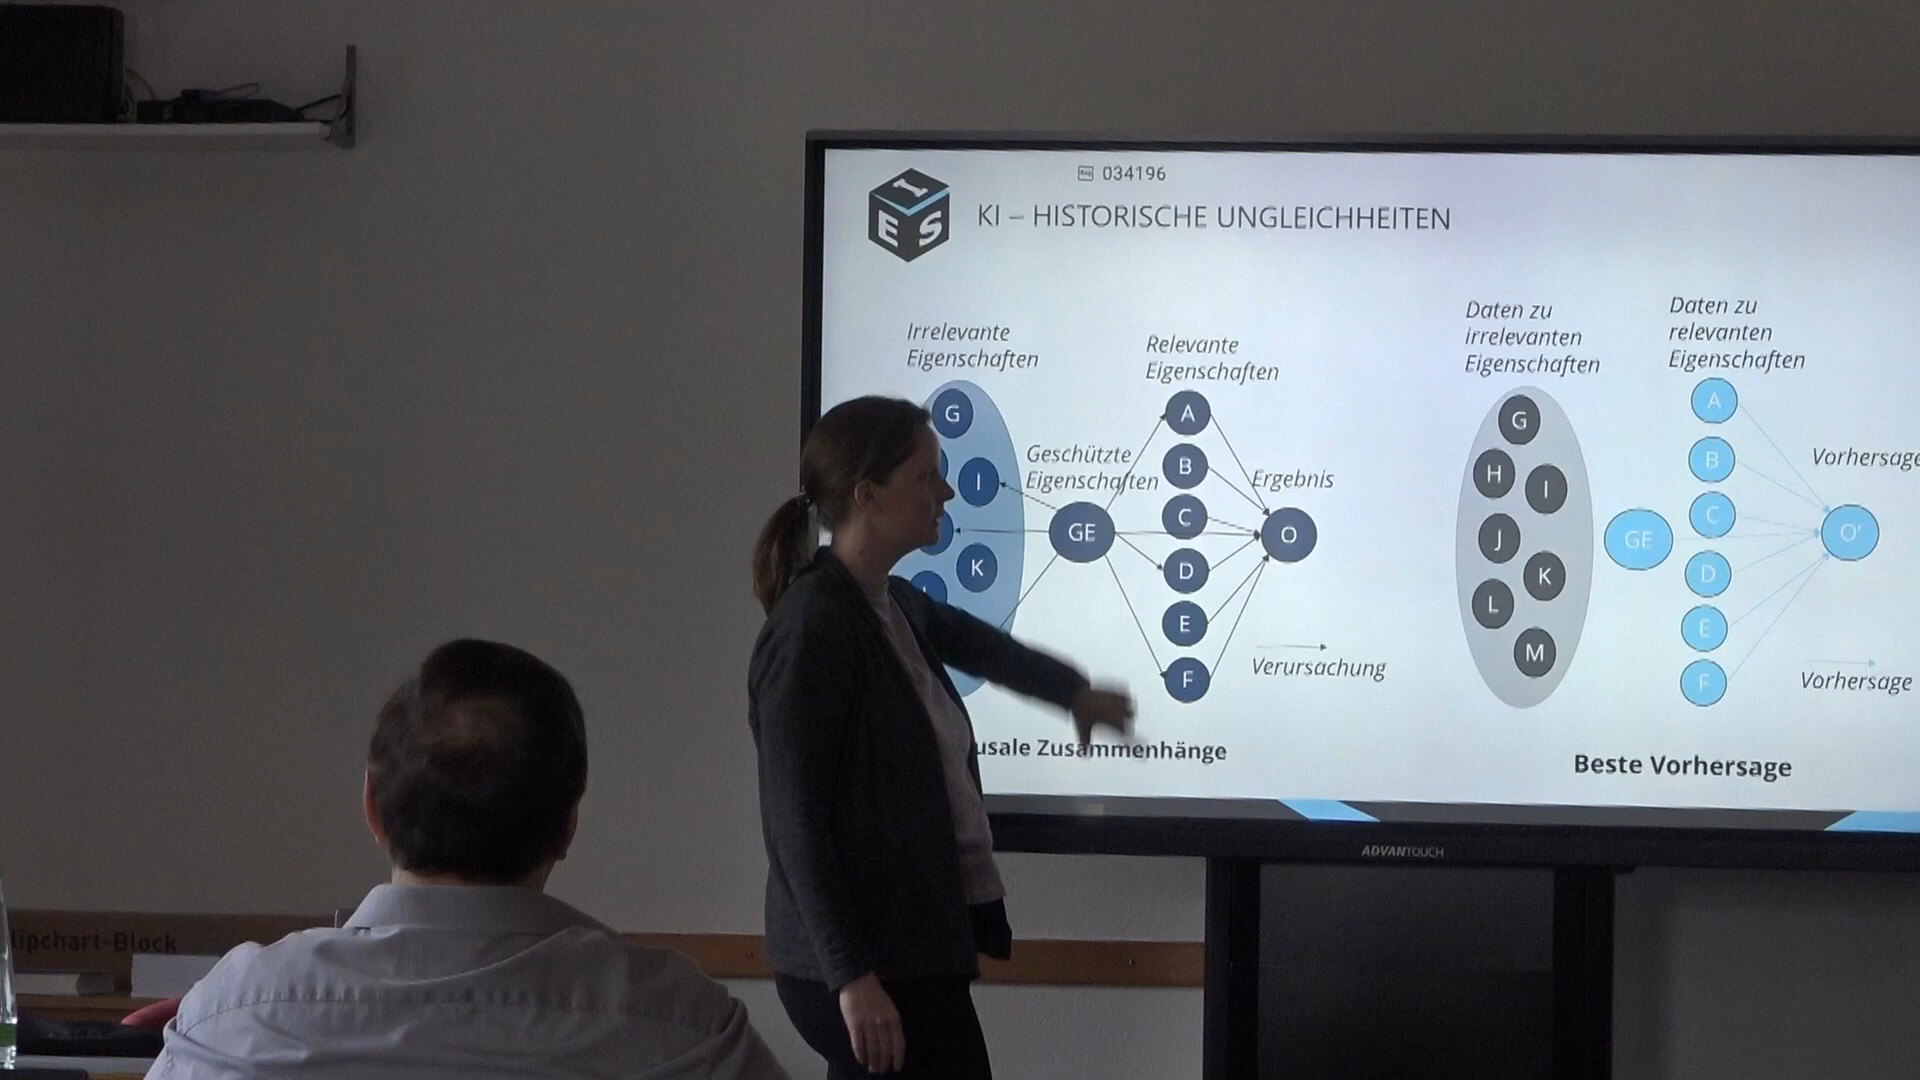 034196
I
E S
KI – HISTORISCHE UNGLEICHHEITEN
Irrelevante
Eigenschaften
G
I
K
Geschützte
Eigenschaften
GE
Relevante
Eigenschaften
A
B
C
D
E
F
Ergebnis
O
Verursachung
usale Zusammenhänge
Daten zu
irrelevanten
Eigenschaften
G
H
I
J
K
L
M
GE
Daten zu
relevanten
Eigenschaften
A
B
C
D
E
F
Vorhersage
O'
Vorhersage
Beste Vorhersage
ADVANTOUCH
lipchart-Block